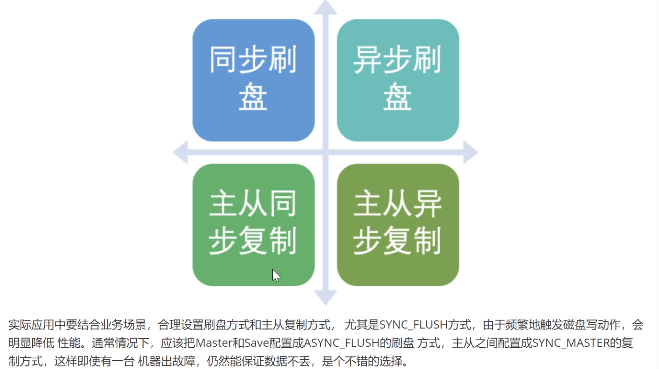 同步刷
盘
异步刷
盘
主从同
步复制
主从异
步复制
实际应用中要结合业务场景，合理设置刷盘方式和主从复制方式， 尤其是SYNC_FLUSH方式，由于频繁地触发磁盘写动作，会
明显降低 性能。通常情况下，应该把Master和Save配置成ASYNC_FLUSH的刷盘 方式，主从之间配置成SYNC_MASTER的复
制方式，这样即使有一台 机器出故障，仍然能保证数据不丢，是个不错的选择。